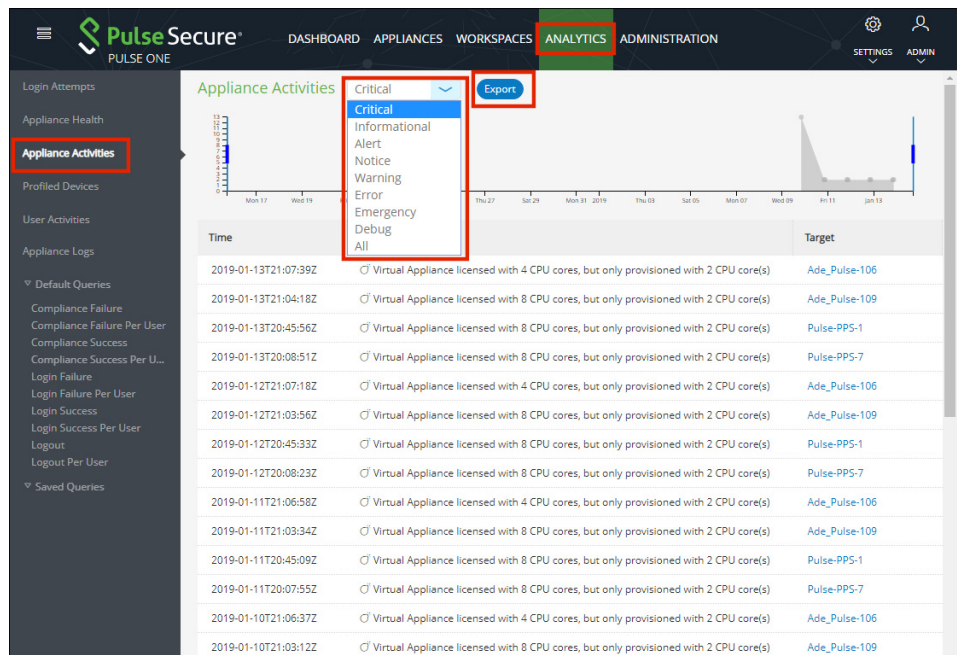 Pulse Secure®
PULSE ONE
DASHBOARD APPLIANCES WORKSPACES ANALYTICS ADMINISTRATION
SETTINGS ADMIN
Login Attempts
Appliance Health
Appliance Activities
Profiled Devices
User Activities
Appliance Logs
Default Queries
Compliance Failure
Compliance Failure Per User
Compliance Success
Compliance Success Per U...
Login Failure
Login Failure Per User
Login Success
Login Success Per User
Logout
Logout Per User
Saved Queries
Appliance Activities Critical Export
Critical
Informational
Alert
Notice
Warning
Error
Emergency
Debug
All
Mon 17 Wed 19 Thu 27 Sat 29 Mon 31 2019 Thu 03 Sat 05 Mon 07 Wed 09 Fri 11 Jan 13
Time Target
2019-01-13T21:07:39Z Virtual Appliance licensed with 4 CPU cores, but only provisioned with 2 CPU core(s) Ade_Pulse-106
2019-01-13T21:04:18Z Virtual Appliance licensed with 8 CPU cores, but only provisioned with 2 CPU core(s) Ade_Pulse-109
2019-01-13T20:45:56Z Virtual Appliance licensed with 8 CPU cores, but only provisioned with 2 CPU core(s) Pulse-PPS-1
2019-01-13T20:08:51Z Virtual Appliance licensed with 8 CPU cores, but only provisioned with 2 CPU core(s) Pulse-PPS-7
2019-01-12T21:07:18Z Virtual Appliance licensed with 4 CPU cores, but only provisioned with 2 CPU core(s) Ade_Pulse-106
2019-01-12T21:03:56Z Virtual Appliance licensed with 8 CPU cores, but only provisioned with 2 CPU core(s) Ade_Pulse-109
2019-01-12T20:45:33Z Virtual Appliance licensed with 8 CPU cores, but only provisioned with 2 CPU core(s) Pulse-PPS-1
2019-01-12T20:08:23Z Virtual Appliance licensed with 8 CPU cores, but only provisioned with 2 CPU core(s) Pulse-PPS-7
2019-01-11T21:06:58Z Virtual Appliance licensed with 4 CPU cores, but only provisioned with 2 CPU core(s) Ade_Pulse-106
2019-01-11T21:03:34Z Virtual Appliance licensed with 8 CPU cores, but only provisioned with 2 CPU core(s) Ade_Pulse-109
2019-01-11T20:45:09Z Virtual Appliance licensed with 8 CPU cores, but only provisioned with 2 CPU core(s) Pulse-PPS-1
2019-01-11T20:07:55Z Virtual Appliance licensed with 8 CPU cores, but only provisioned with 2 CPU core(s) Pulse-PPS-7
2019-01-10T21:06:37Z Virtual Appliance licensed with 4 CPU cores, but only provisioned with 2 CPU core(s) Ade_Pulse-106
2019-01-10T21:03:12Z Virtual Appliance licensed with 8 CPU cores, but only provisioned with 2 CPU core(s) Ade_Pulse-109